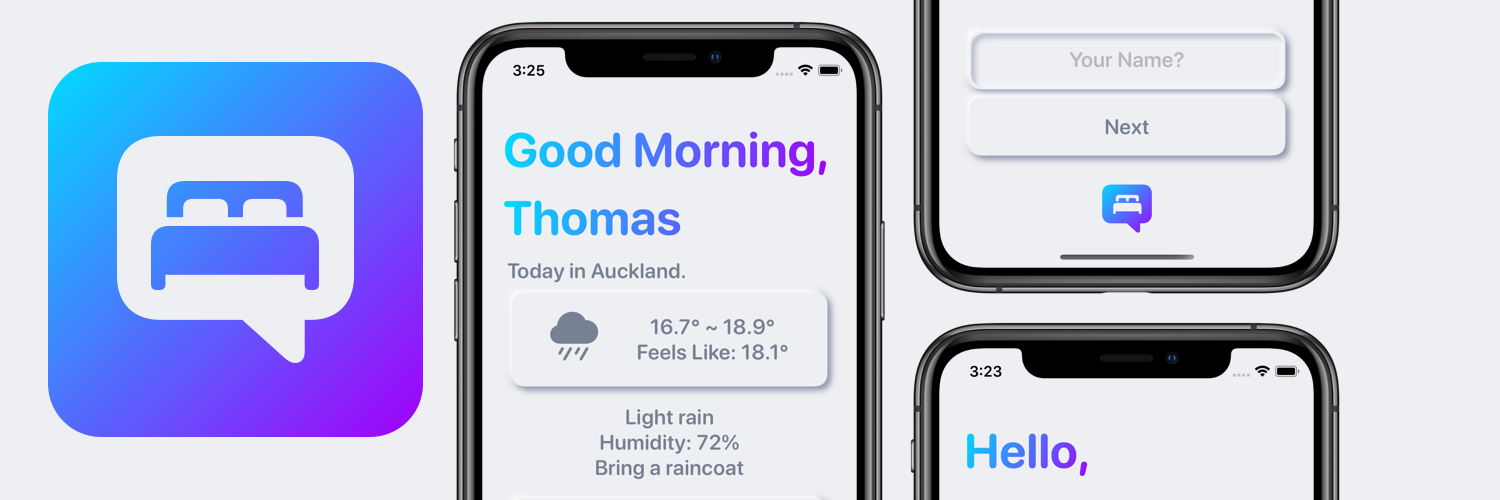 3:25
Good Morning,
Thomas
Today in Auckland.
16.7° ~ 18.9°
Feels Like: 18.1°
Light rain
Humidity: 72%
Bring a raincoat
Your Name?
Next
3:23
Hello,